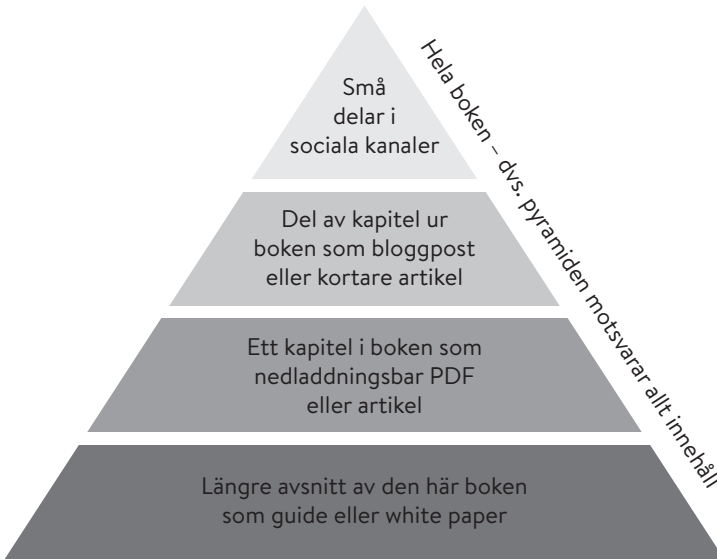 Små
delar i
sociala kanaler
Hela boken – dvs. pyramiden motsvarar allt innehåll
Del av kapitel ur
boken som bloggpost
eller kortare artikel
Ett kapitel i boken som
nedladdningsbar PDF
eller artikel
Längre avsnitt av den här boken
som guide eller white paper